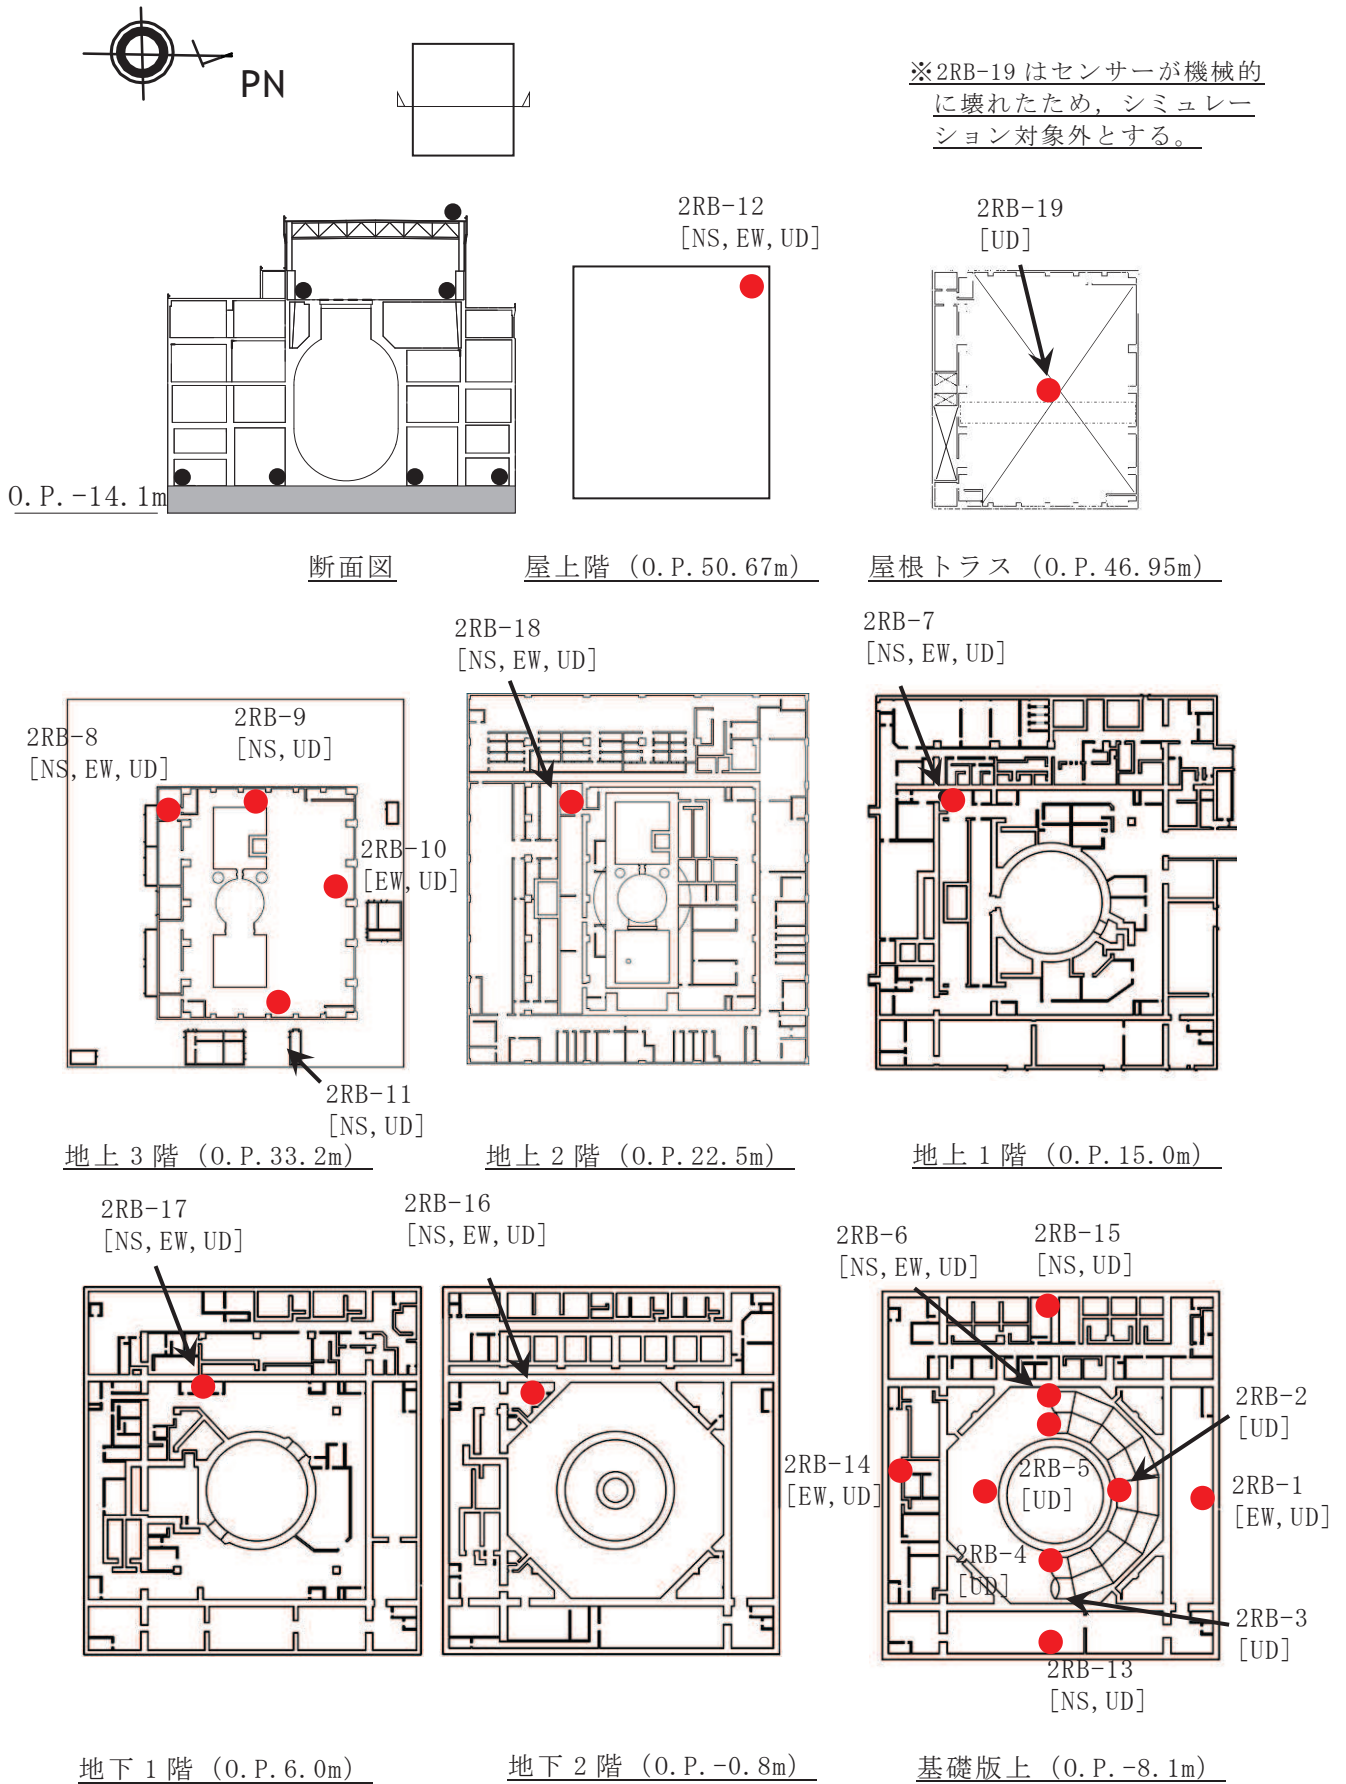 PN
※2RB-19 はセンサーが機械的
に壊れたため，シミュレー
ション対象外とする。
2RB-12
[NS,EW,UD]
2RB-19
[UD]
O.P.-14.1m
断面図
屋上階（O.P.50.67m）
屋根トラス（O.P.46.95m）
2RB-18
[NS,EW,UD]
2RB-7
[NS,EW,UD]
2RB-8
[NS,EW,UD]
2RB-9
[NS,UD]
2RB-10
[EW,UD]
2RB-11
[NS,UD]
地上 3 階（O.P.33.2m）
地上 2 階（O.P.22.5m）
地上 1 階（O.P.15.0m）
2RB-17
[NS,EW,UD]
2RB-16
[NS,EW,UD]
2RB-6
[NS,EW,UD]
2RB-15
[NS,UD]
2RB-2
[UD]
2RB-14
[EW,UD]
2RB-5
[UD]
2RB-1
[EW,UD]
2RB-4
[UD]
2RB-3
[UD]
2RB-13
[NS,UD]
地下 1 階（O.P.6.0m）
地下 2 階（O.P.-0.8m）
基礎版上（O.P.-8.1m）